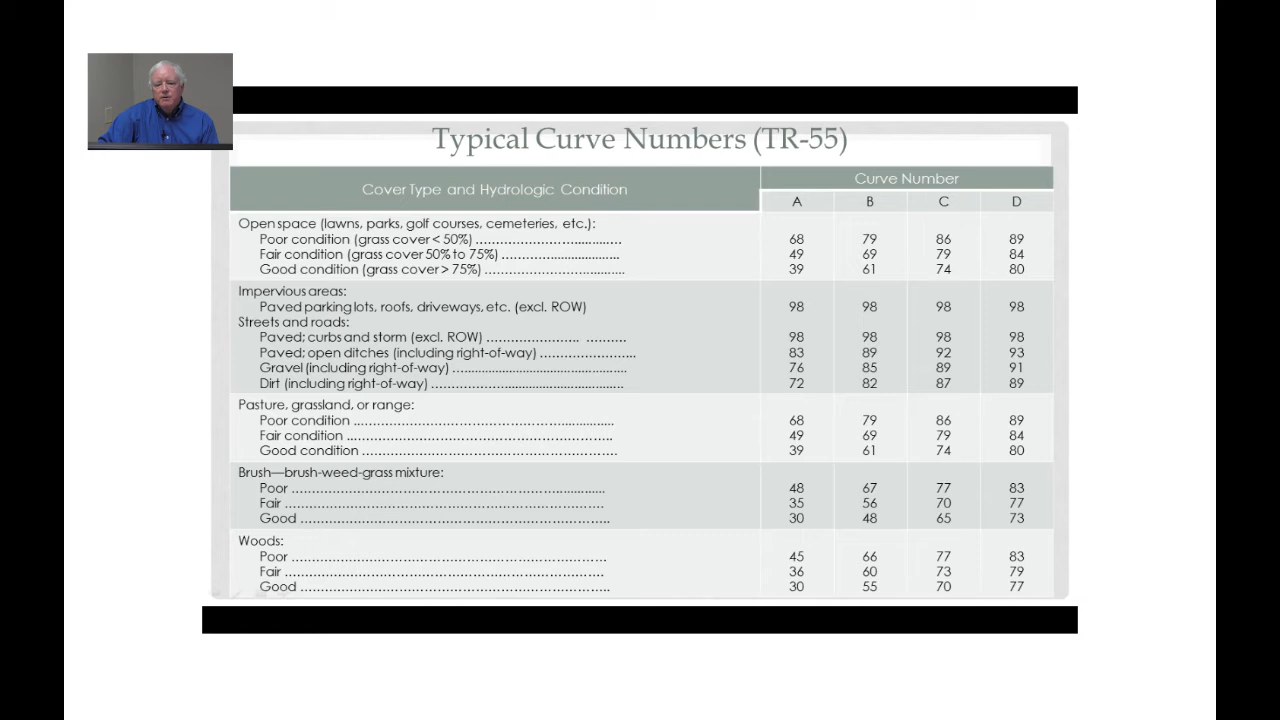 Typical Curve Numbers (TR-55)
Cover Type and Hydrologic Condition
Curve Number
A B C D
Open space (lawns, parks, golf courses, cemeteries, etc.):
Poor condition (grass cover < 50%) ................................. 68 79 86 89
Fair condition (grass cover 50% to 75%) ................................. 49 69 79 84
Good condition (grass cover > 75%) ................................. 39 61 74 80
Impervious areas:
Paved parking lots, roofs, driveways, etc. (excl. ROW) 98 98 98 98
Streets and roads:
Paved; curbs and storm (excl. ROW) ........................ .......... 98 98 98 98
Paved; open ditches (including right-of-way) ........................... 83 89 92 93
Gravel (including right-of-way) ................................................ 76 85 89 91
Dirt (including right-of-way) .................................................... 72 82 87 89
Pasture, grassland, or range:
Poor condition ................................................................ 68 79 86 89
Fair condition ................................................................ 49 69 79 84
Good condition ................................................................ 39 61 74 80
Brush—brush-weed-grass mixture:
Poor ................................................................................ 48 67 77 83
Fair ................................................................................ 35 56 70 77
Good ................................................................................ 30 48 65 73
Woods:
Poor ................................................................................ 45 66 77 83
Fair ................................................................................ 36 60 73 79
Good ................................................................................ 30 55 70 77